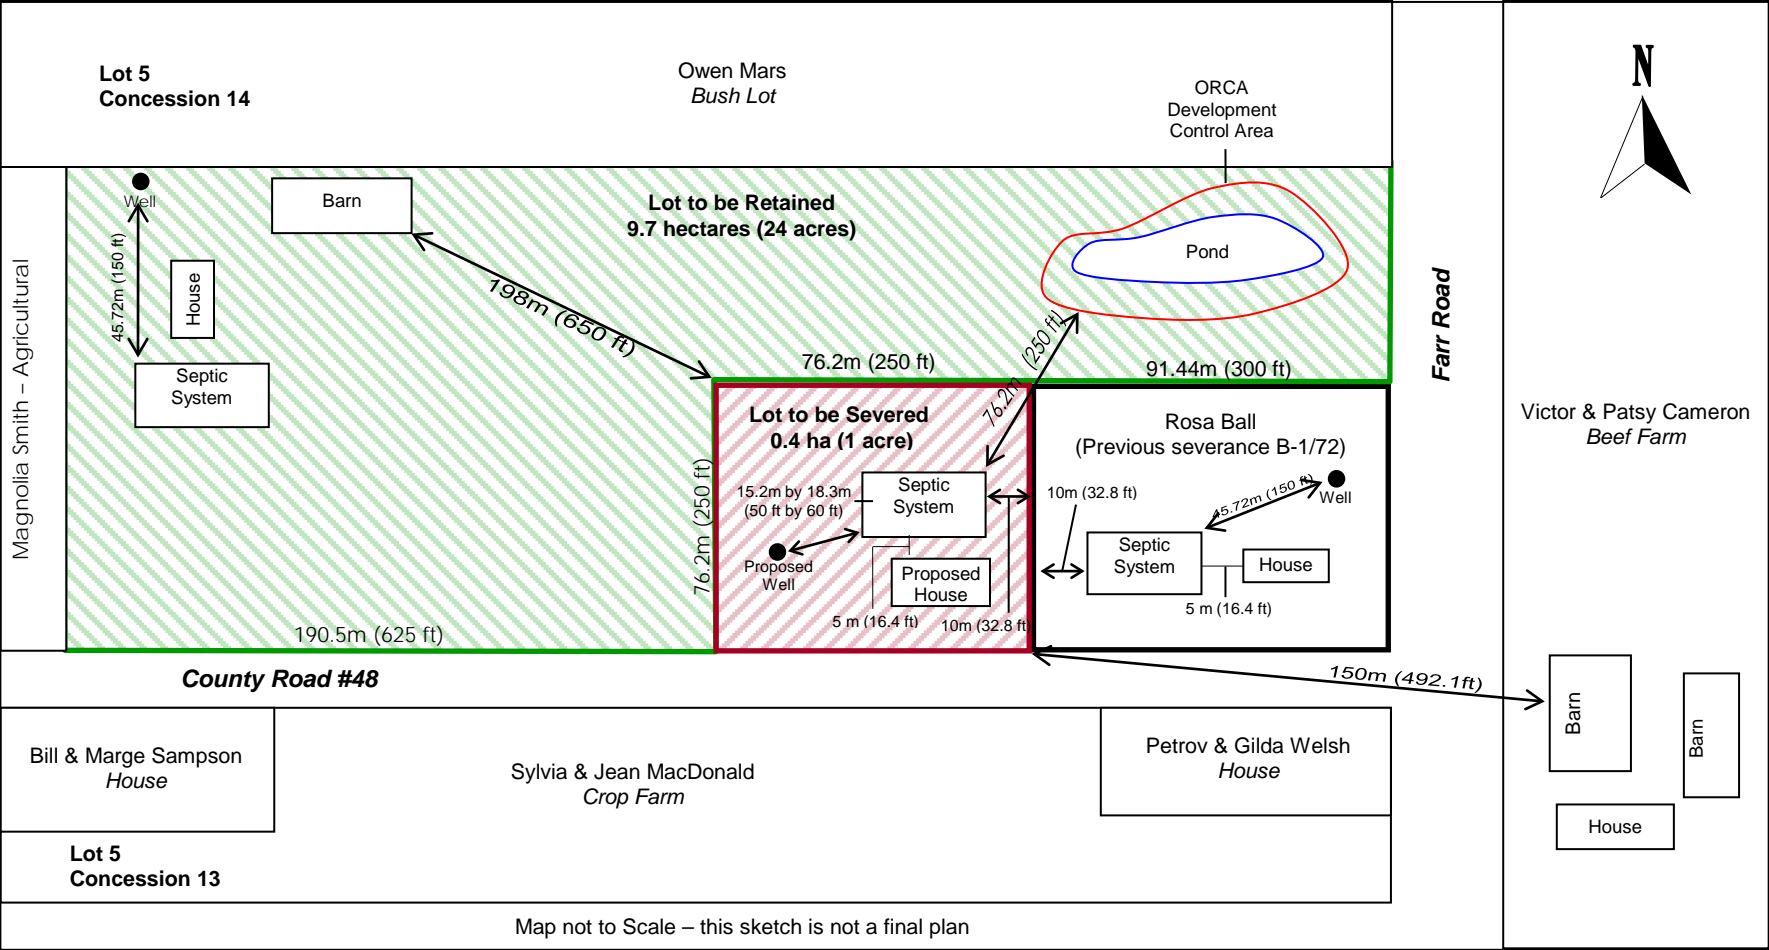 Lot 5
Concession 14
Owen Mars
Bush Lot
ORCA
Development
Control Area
N
Well
Barn
Lot to be Retained
9.7 hectares (24 acres)
Pond
45.72m (150 ft)
House
198m (650 ft)
Septic
System
Magnolia Smith – Agricultural
76.2m (250 ft)
76.2m (250 ft)
91.44m (300 ft)
Farr Road
Lot to be Severed
0.4 ha (1 acre)
Rosa Ball
(Previous severance B-1/72)
Victor & Patsy Cameron
Beef Farm
76.2m (250 ft)
15.2m by 18.3m
(50 ft by 60 ft)
Septic
System
10m (32.8 ft)
45.72m (150 ft)
Well
Proposed
Well
Proposed
House
Septic
System
House
5 m (16.4 ft)
10m (32.8 ft)
5 m (16.4 ft)
190.5m (625 ft)
County Road #48
150m (492.1ft)
Barn
Barn
House
Bill & Marge Sampson
House
Sylvia & Jean MacDonald
Crop Farm
Petrov & Gilda Welsh
House
Lot 5
Concession 13
Map not to Scale – this sketch is not a final plan